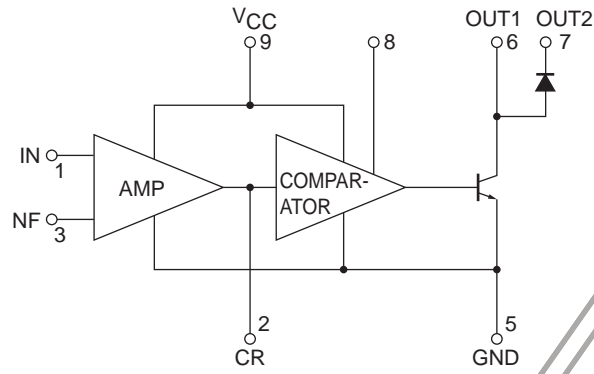 VCC
OUT1 OUT2
9
8
6
7
IN
1
AMP
COMPAR-
ATOR
NF
3
2
5
CR
GND